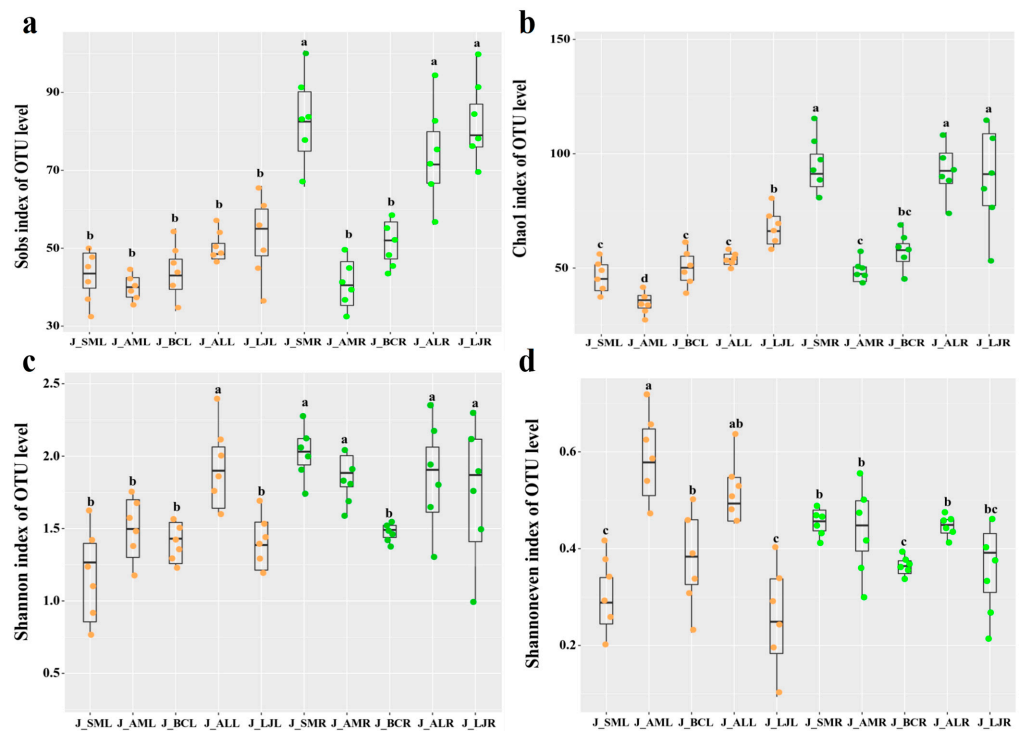 a
Sobs index of OTU level
90
70
50
30
b b b b b a b b a a
J_SML J_AML J_BCL J_ALL J_LJL J_SMR J_AMR J_BCR J_ALR J_LJR
b
Chao1 index of OTU level
150
100
50
c d c c b a c bc a a
J_SML J_AML J_BCL J_ALL J_LJL J_SMR J_AMR J_BCR J_ALR J_LJR
c
Shannon index of OTU level
2.5
2.0
1.5
1.0
0.5
b b b a b a a b a a
J_SML J_AML J_BCL J_ALL J_LJL J_SMR J_AMR J_BCR J_ALR J_LJR
d
Shannoneven index of OTU level
0.6
0.4
0.2
c a b ab c b b c b bc
J_SML J_AML J_BCL J_ALL J_LJL J_SMR J_AMR J_BCR J_ALR J_LJR